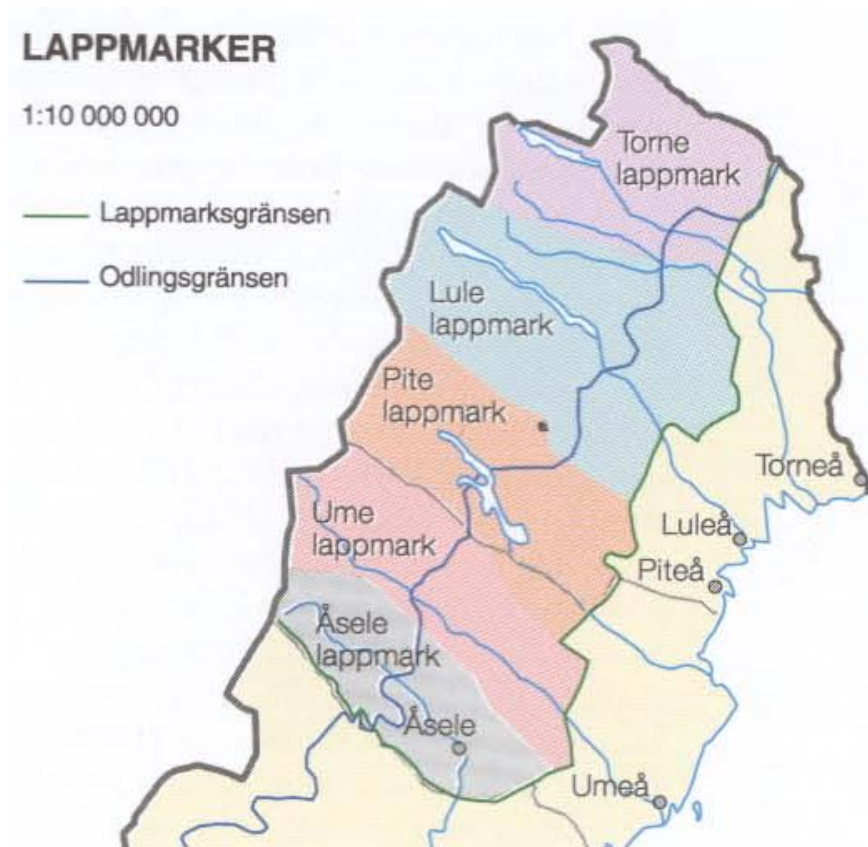 LAPPMARKER
1:10 000 000
Lappmarksgränsen
Odlingsgränsen
Torne
lappmark
Lule
lappmark
Pite
lappmark
Ume
lappmark
Åsele
lappmark
Åsele
Torneå
Luleå
Piteå
Umeå